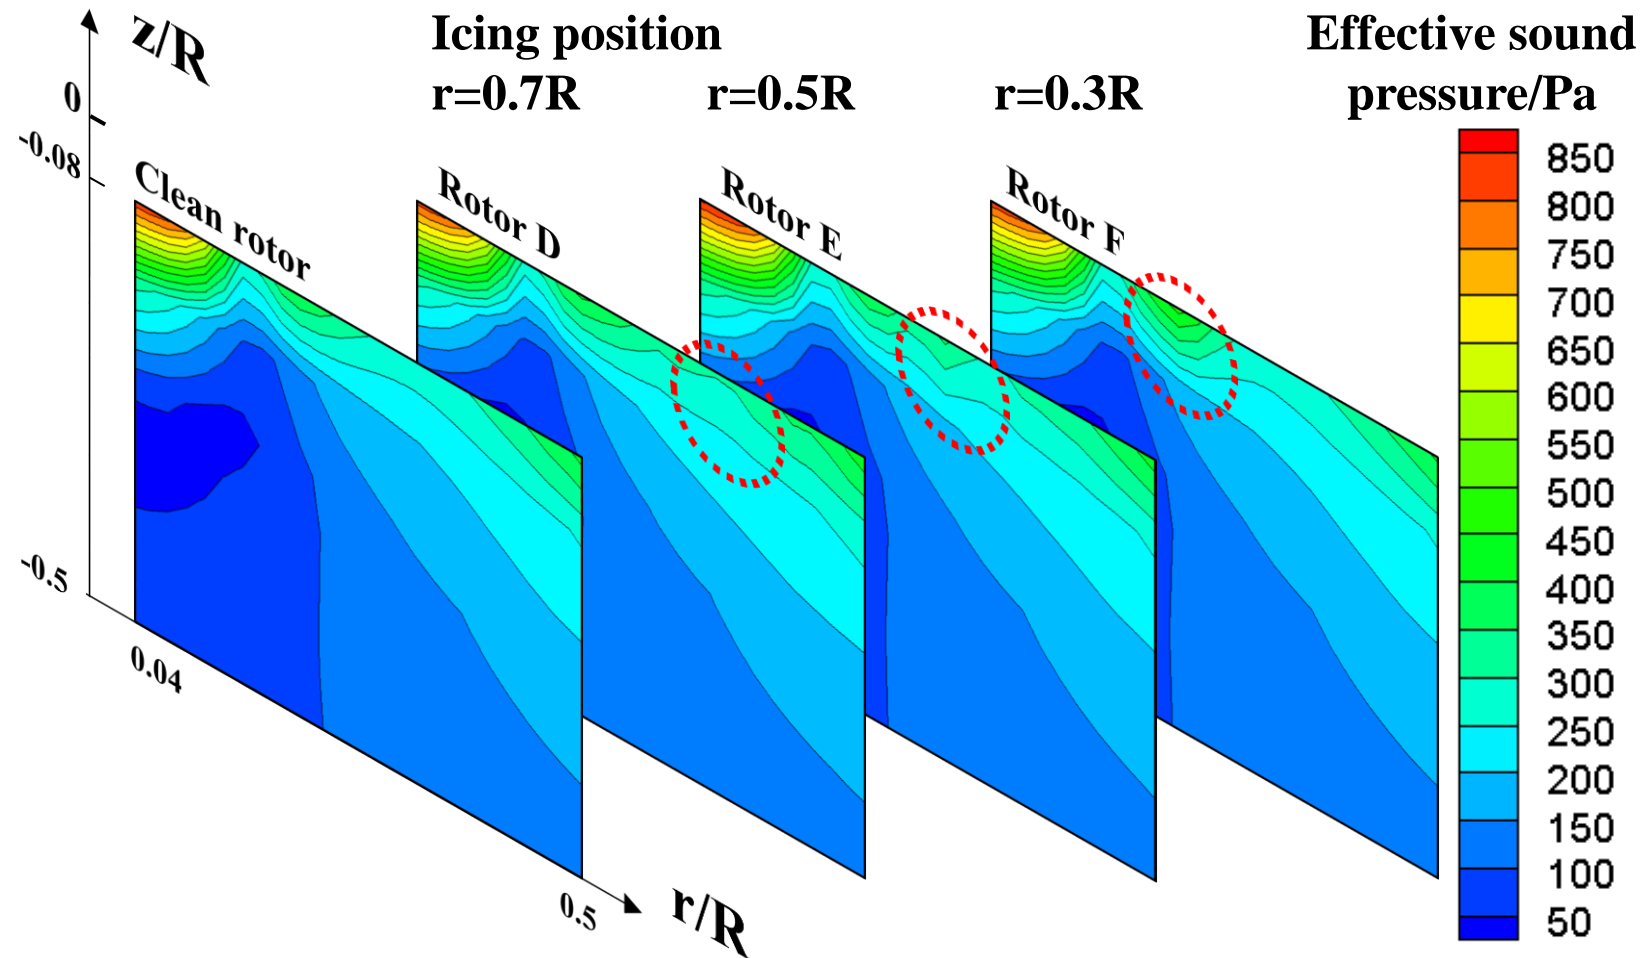 z/R
0
-0.08
-0.5
0.04
0.5
r/R
Icing position
r=0.7R r=0.5R r=0.3R
Clean rotor
Rotor D
Rotor E
Rotor F
Effective sound
pressure/Pa
850
800
750
700
650
600
550
500
450
400
350
300
250
200
150
100
50